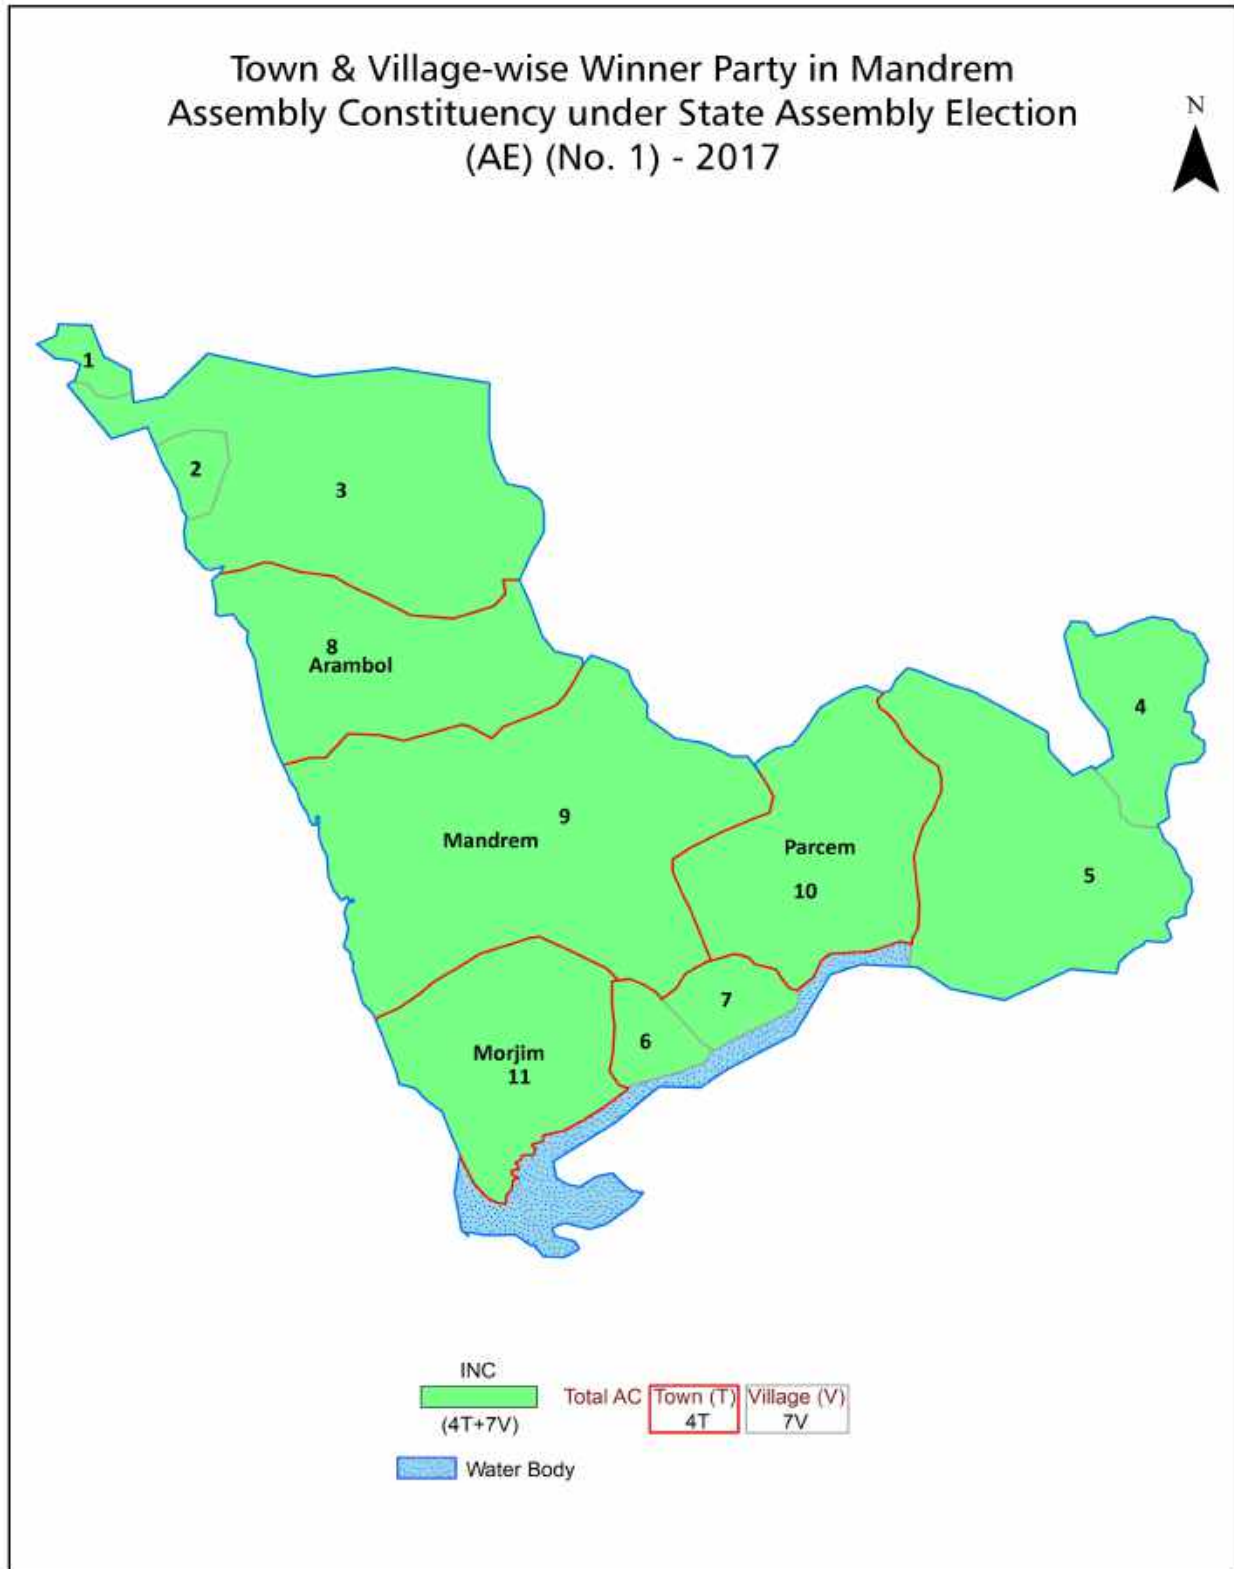 Town & Village-wise Winner Party in Mandrem
Assembly Constituency under State Assembly Election
(AE) (No. 1) - 2017
N
1
2
3
8
Arambol
4
9
Mandrem
Parcem
10
5
7
6
Morjim
11
INC
(4T+7V)
Total AC
Town (T)
4T
Village (V)
7V
Water Body